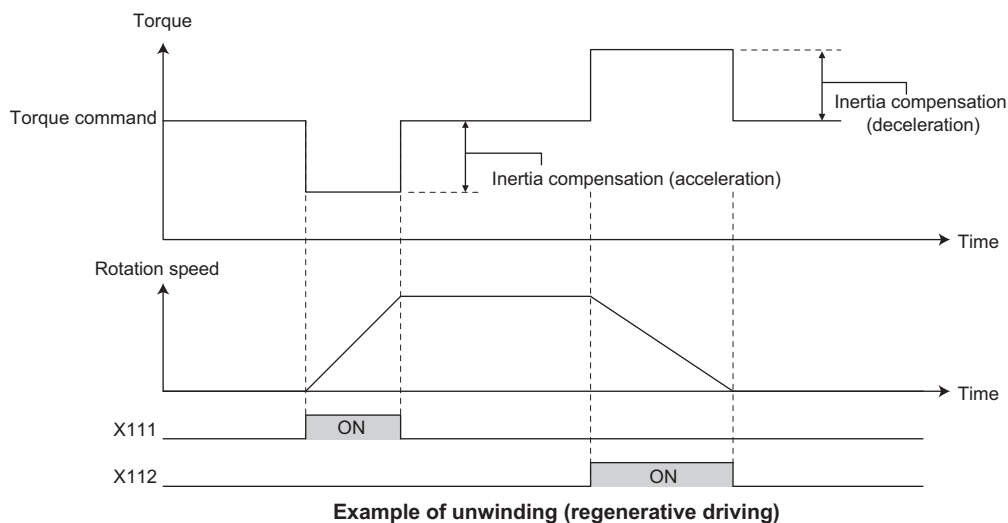 Torque
Torque command
Inertia compensation
(deceleration)
Inertia compensation (acceleration)
Time
Rotation speed
Time
X111
ON
X112
ON
Example of unwinding (regenerative driving)